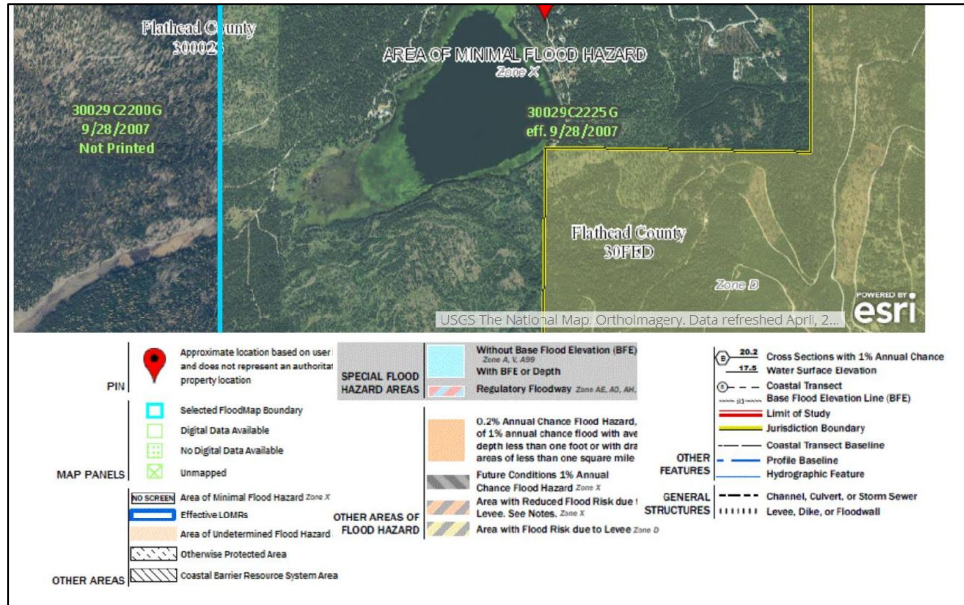 Flathead County
300023
AREA OF MINIMAL FLOOD HAZARD
Zone X
30029C2200G
9/28/2007
Not Printed
30029C2225G
eff. 9/28/2007
Flathead County
30FED
Zone D
POWERED BY
esri
USGS The National Map. Orthoimagery. Data refreshed April, 2...
PIN
Approximate location based on user
and does not represent an authoritat
property location
MAP PANELS
Selected FloodMap Boundary
Digital Data Available
No Digital Data Available
Unmapped
OTHER AREAS
NO SCREEN Area of Minimal Flood Hazard Zone X
Effective LOMRs
Area of Undetermined Flood Hazard
Otherwise Protected Area
Coastal Barrier Resource System Area
SPECIAL FLOOD
HAZARD AREAS
Without Base Flood Elevation (BFE)
Zone A, V, A99
With BFE or Depth
Regulatory Floodway Zone AE, AO, AH,
OTHER AREAS OF
FLOOD HAZARD
0.2% Annual Chance Flood Hazard,
of 1% annual chance flood with ave
depth less than one foot or with dra
areas of less than one square mile
Future Conditions 1% Annual
Chance Flood Hazard Zone X
Area with Reduced Flood Risk due t
Levee. See Notes. Zone X
Area with Flood Risk due to Levee Zone D
OTHER
FEATURES
B 20.2 Cross Sections with 1% Annual Chance
17.5 Water Surface Elevation
8 Coastal Transect
513 Base Flood Elevation Line (BFE)
Limit of Study
Jurisdiction Boundary
Coastal Transect Baseline
Profile Baseline
Hydrographic Feature
GENERAL
STRUCTURES
Channel, Culvert, or Storm Sewer
Levee, Dike, or Floodwall